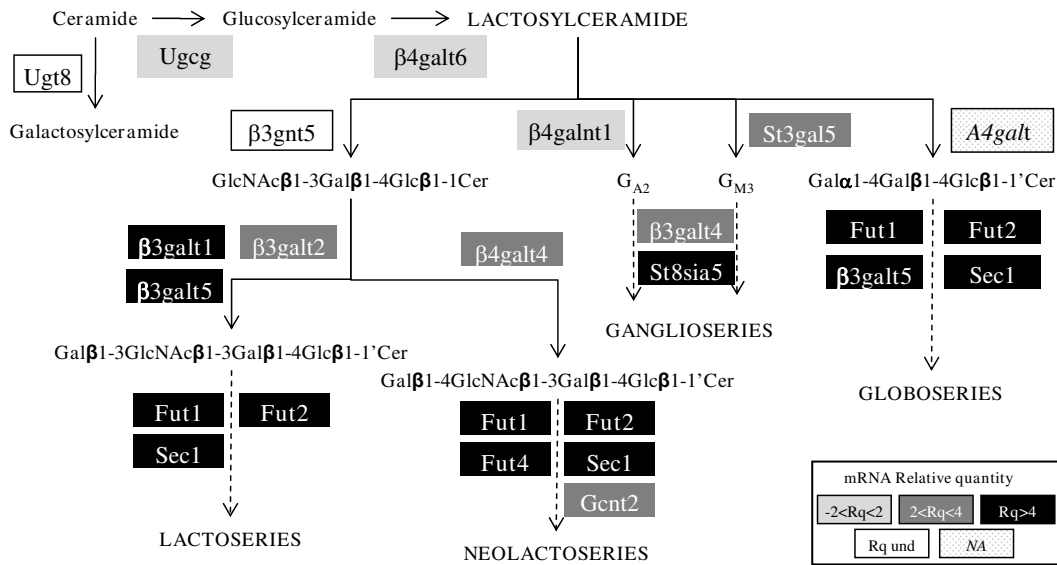 Ceramide
Glucosylceramide
LACTOSYLCERAMIDE
Ugcg
β4galt6
Ugt8
Galactosylceramide
β3gnt5
β4galnt1
St3gal5
A4galt
GlcNAcβ1-3Galβ1-4Glcβ1-1Cer
GA2
GM3
Galα1-4Galβ1-4Glcβ1-1’Cer
β3galt1
β3galt2
β4galt4
β3galt4
Fut1
Fut2
β3galt5
St8sia5
β3galt5
Sec1
GANGLIOSERIES
Galβ1-3GlcNAcβ1-3Galβ1-4Glcβ1-1’Cer
Galβ1-4GlcNAcβ1-3Galβ1-4Glcβ1-1’Cer
GLOBOSERIES
Fut1
Fut2
Sec1
Fut1
Fut2
Fut4
Sec1
Gcnt2
LACTOSERIES
NEOLACTOSERIES
mRNA Relative quantity
-2<Rq<2
2<Rq<4
Rq>4
Rq und
NA